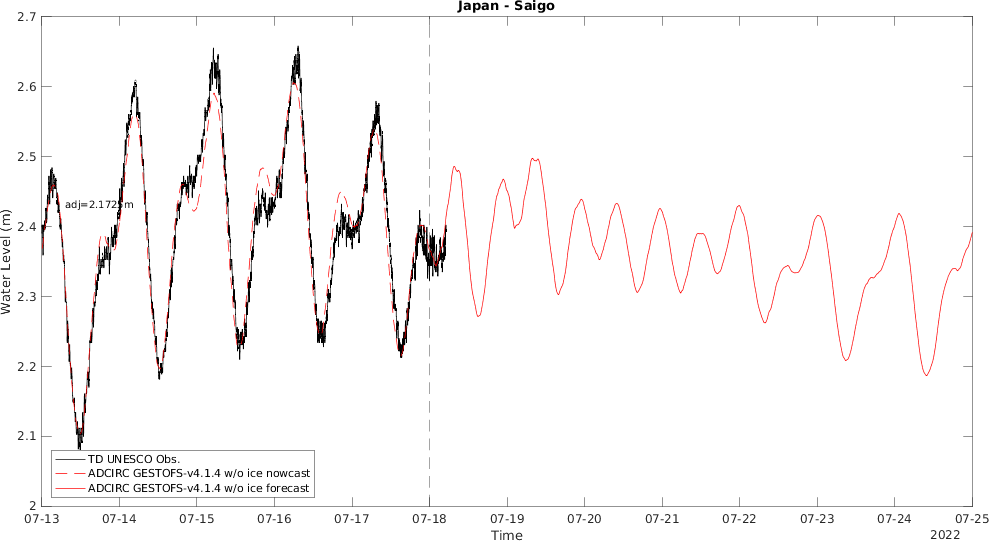 Japan - Saigo
2.7
2.6
2.5
2.4
2.3
2.2
2.1
2
Water Level (m)
adj=2.1725m
TD UNESCO Obs.
ADCIRC GESTOFS-v4.1.4 w/o ice nowcast
ADCIRC GESTOFS-v4.1.4 w/o ice forecast
07-13 07-14 07-15 07-16 07-17 07-18 07-19 07-20 07-21 07-22 07-23 07-24 07-25
Time
2022